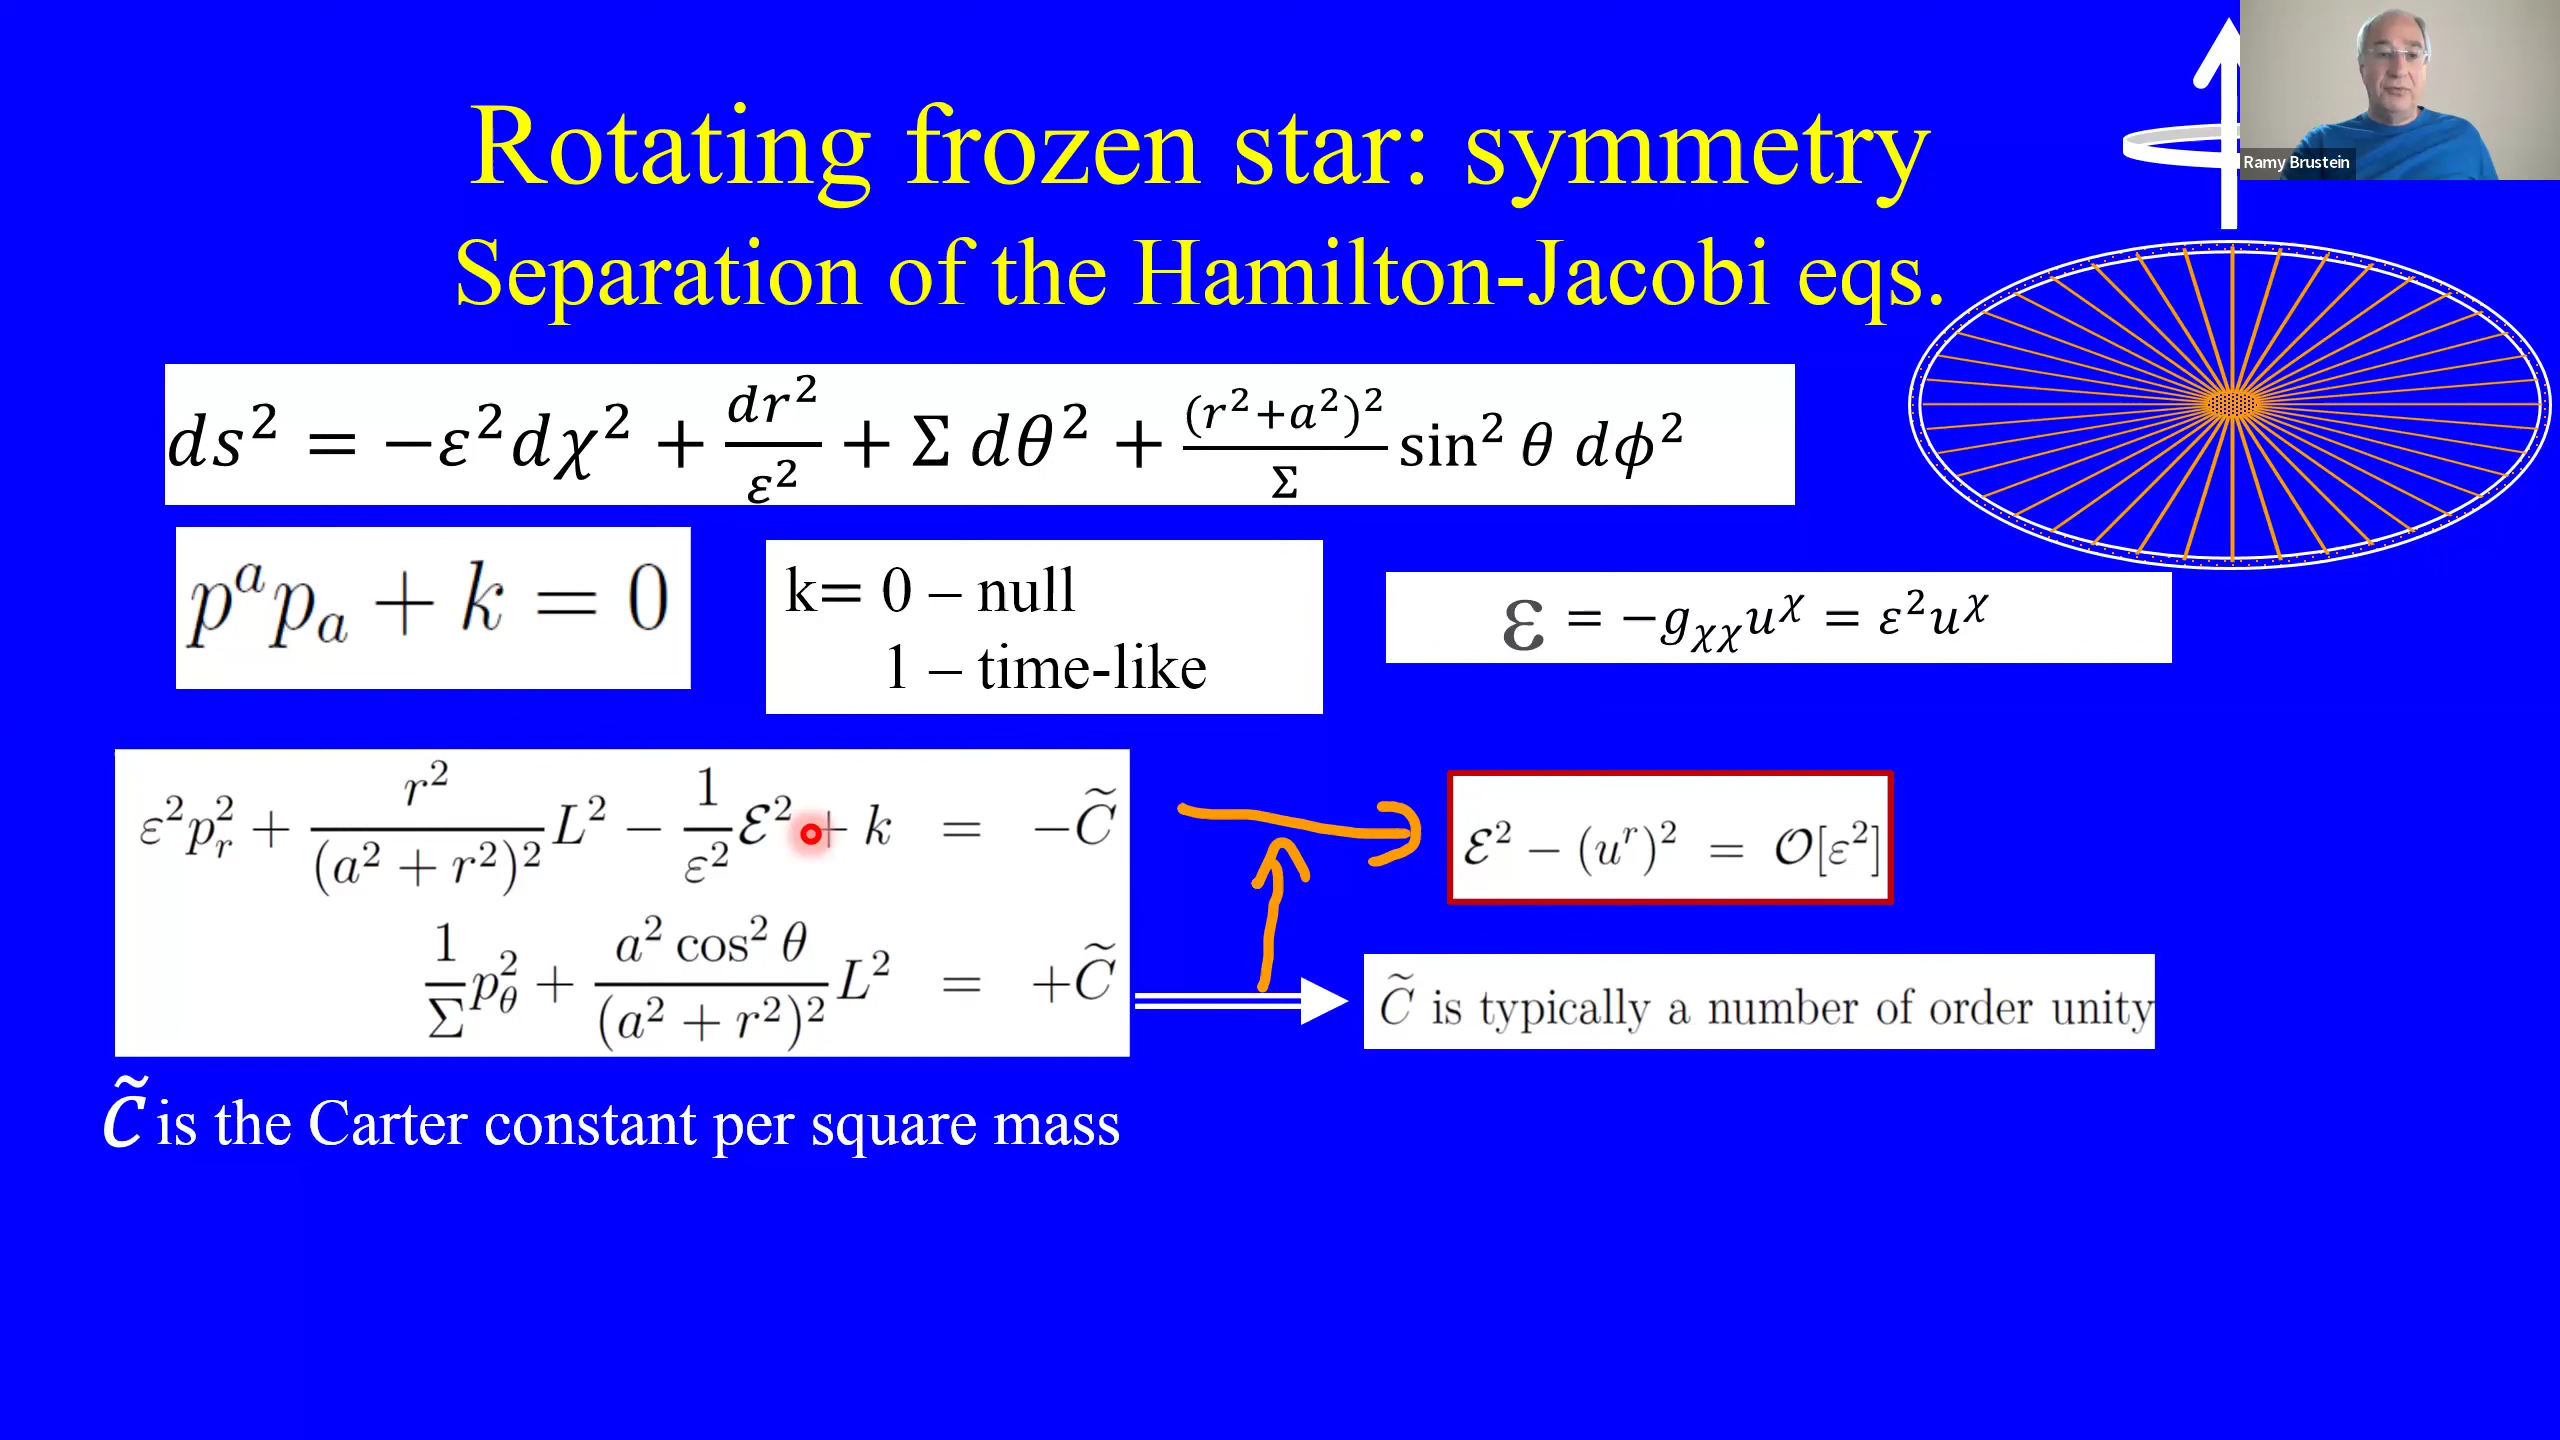 Rotating frozen star: symmetry
Separation of the Hamilton-Jacobi eqs.
Ramy Brustein
ds² = −ε²dχ² + dr²/ε² + Σ dθ² + (r²+a²)²/Σ sin² θ dϕ²
pᵃpₐ + k = 0
k= 0 – null
1 – time-like
ℇ = −g_χχ u^χ = ε²u^χ
ε²p_r² + r²/(a² + r²)² L² − 1/ε² ℰ² + k = −C̃
ℰ² − (uʳ)² = 𝒪[ε²]
1/Σ p_θ² + a² cos² θ/(a² + r²)² L² = +C̃
C̃ is typically a number of order unity
C̃ is the Carter constant per square mass